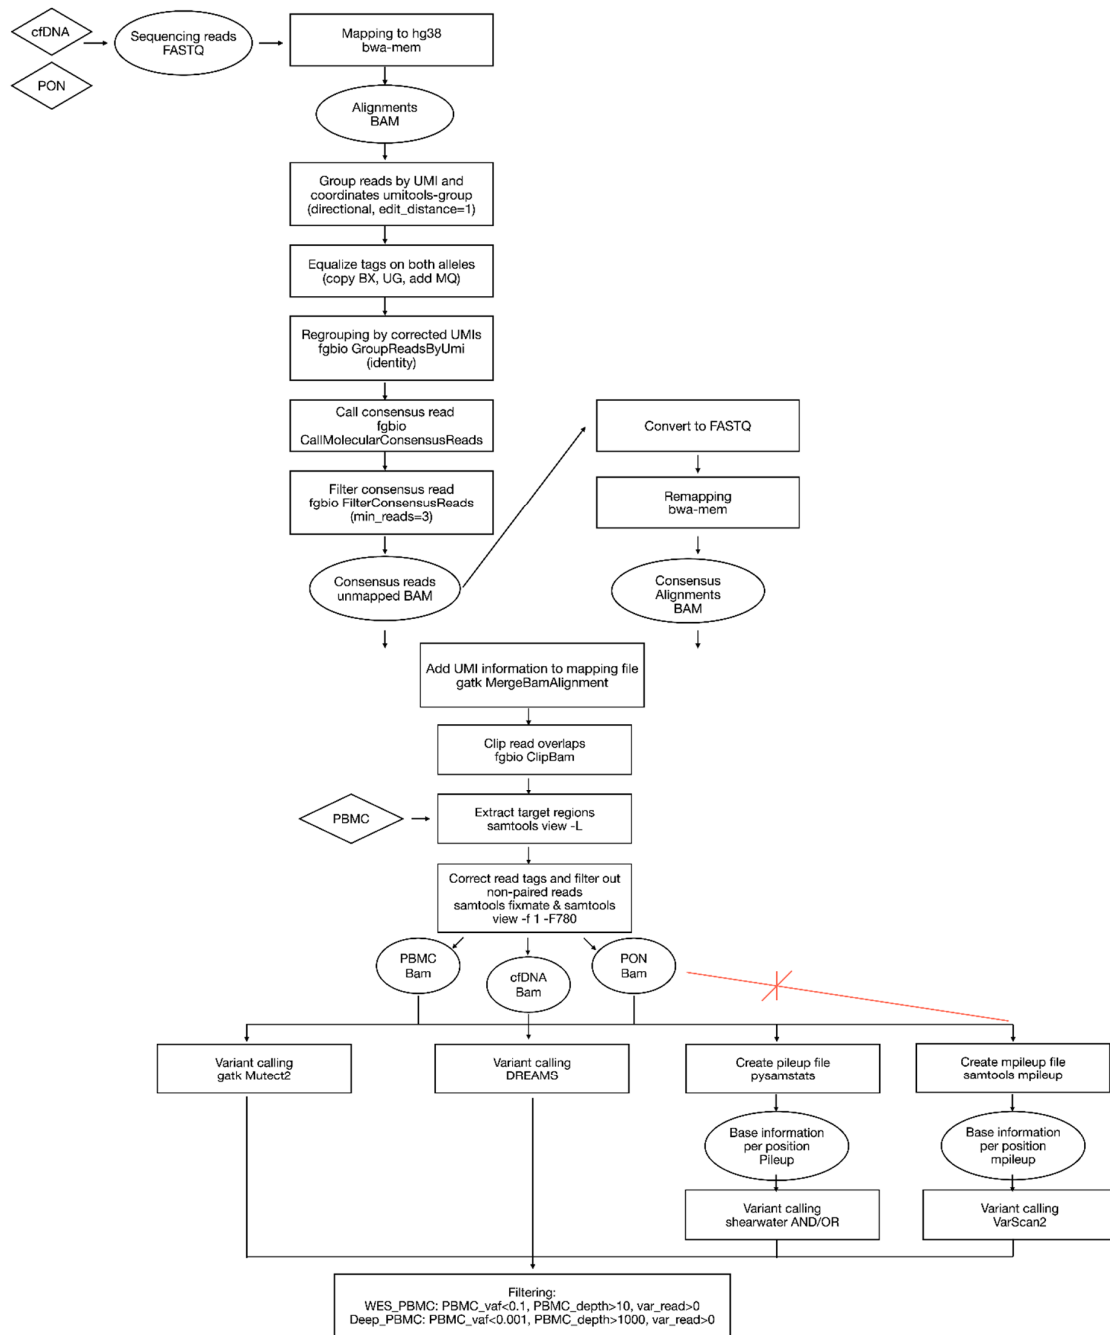 cfDNA
PON
Sequencing reads
FASTQ
Mapping to hg38
bwa-mem
Alignments
BAM
Group reads by UMI and
coordinates umitools-group
(directional, edit_distance=1)
Equalize tags on both alleles
(copy BX, UG, add MQ)
Regrouping by corrected UMIs
fgbio GroupReadsByUmi
(identity)
Call consensus read
fgbio
CallMolecularConsensusReads
Filter consensus read
fgbio FilterConsensusReads
(min_reads=3)
Consensus reads
unmapped BAM
Convert to FASTQ
Remapping
bwa-mem
Consensus
Alignments
BAM
Add UMI information to mapping file
gatk MergeBamAlignment
Clip read overlaps
fgbio ClipBam
PBMC
Extract target regions
samtools view -L
Correct read tags and filter out
non-paired reads
samtools fixmate & samtools
view -f 1 -F780
PBMC
Bam
cfDNA
Bam
PON
Bam
Variant calling
gatk Mutect2
Variant calling
DREAMS
Create pileup file
pysamstats
Create mpileup file
samtools mpileup
Base information
per position
Pileup
Base information
per position
mpileup
Variant calling
shearwater AND/OR
Variant calling
VarScan2
Filtering:
WES_PBMC: PBMC_vaf<0.1, PBMC_depth>10, var_read>0
Deep_PBMC: PBMC_vaf<0.001, PBMC_depth>1000, var_read>0